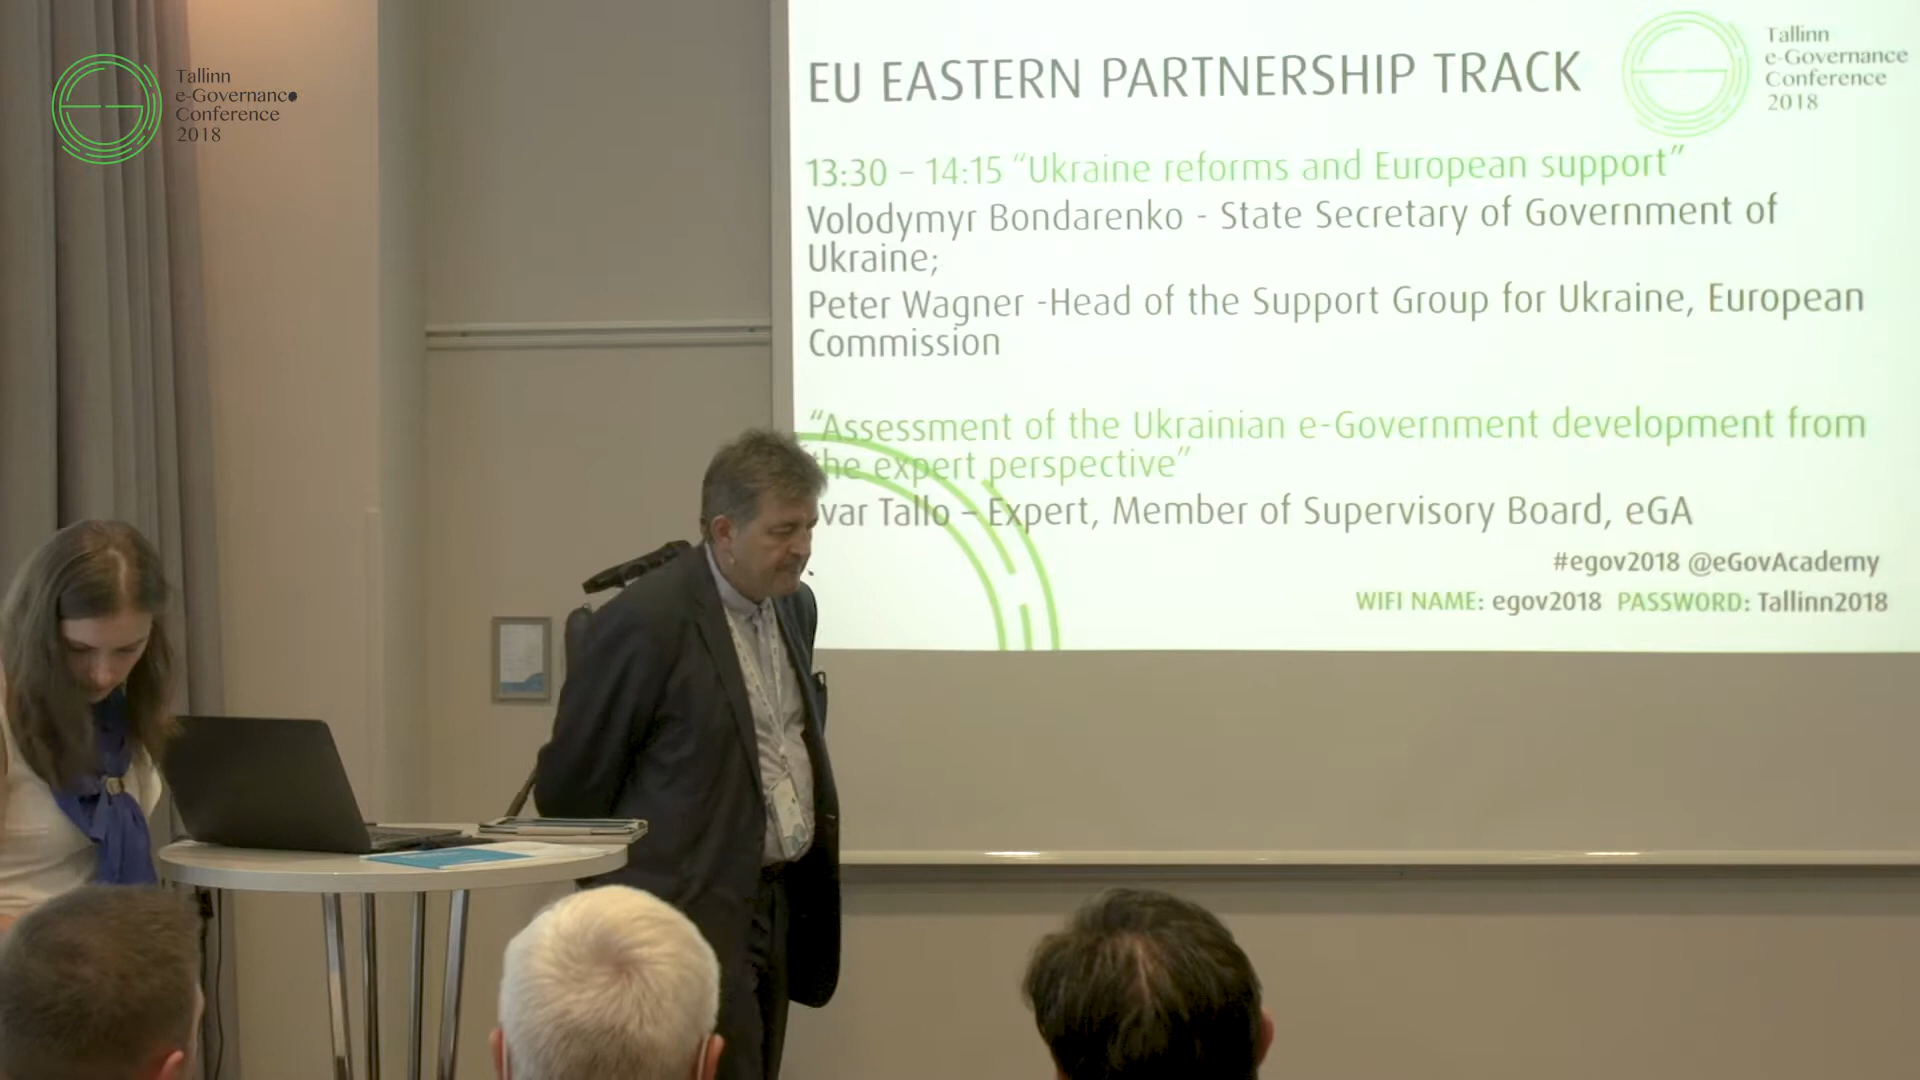 Tallinn
e-Governance
Conference
2018
EU EASTERN PARTNERSHIP TRACK
Tallinn
e-Governance
Conference
2018
13:30 – 14:15 “Ukraine reforms and European support”
Volodymyr Bondarenko - State Secretary of Government of
Ukraine;
Peter Wagner -Head of the Support Group for Ukraine, European
Commission
“Assessment of the Ukrainian e-Government development from
the expert perspective”
var Tallo – Expert, Member of Supervisory Board, eGA
#egov2018 @eGovAcademy
WIFI NAME: egov2018 PASSWORD: Tallinn2018